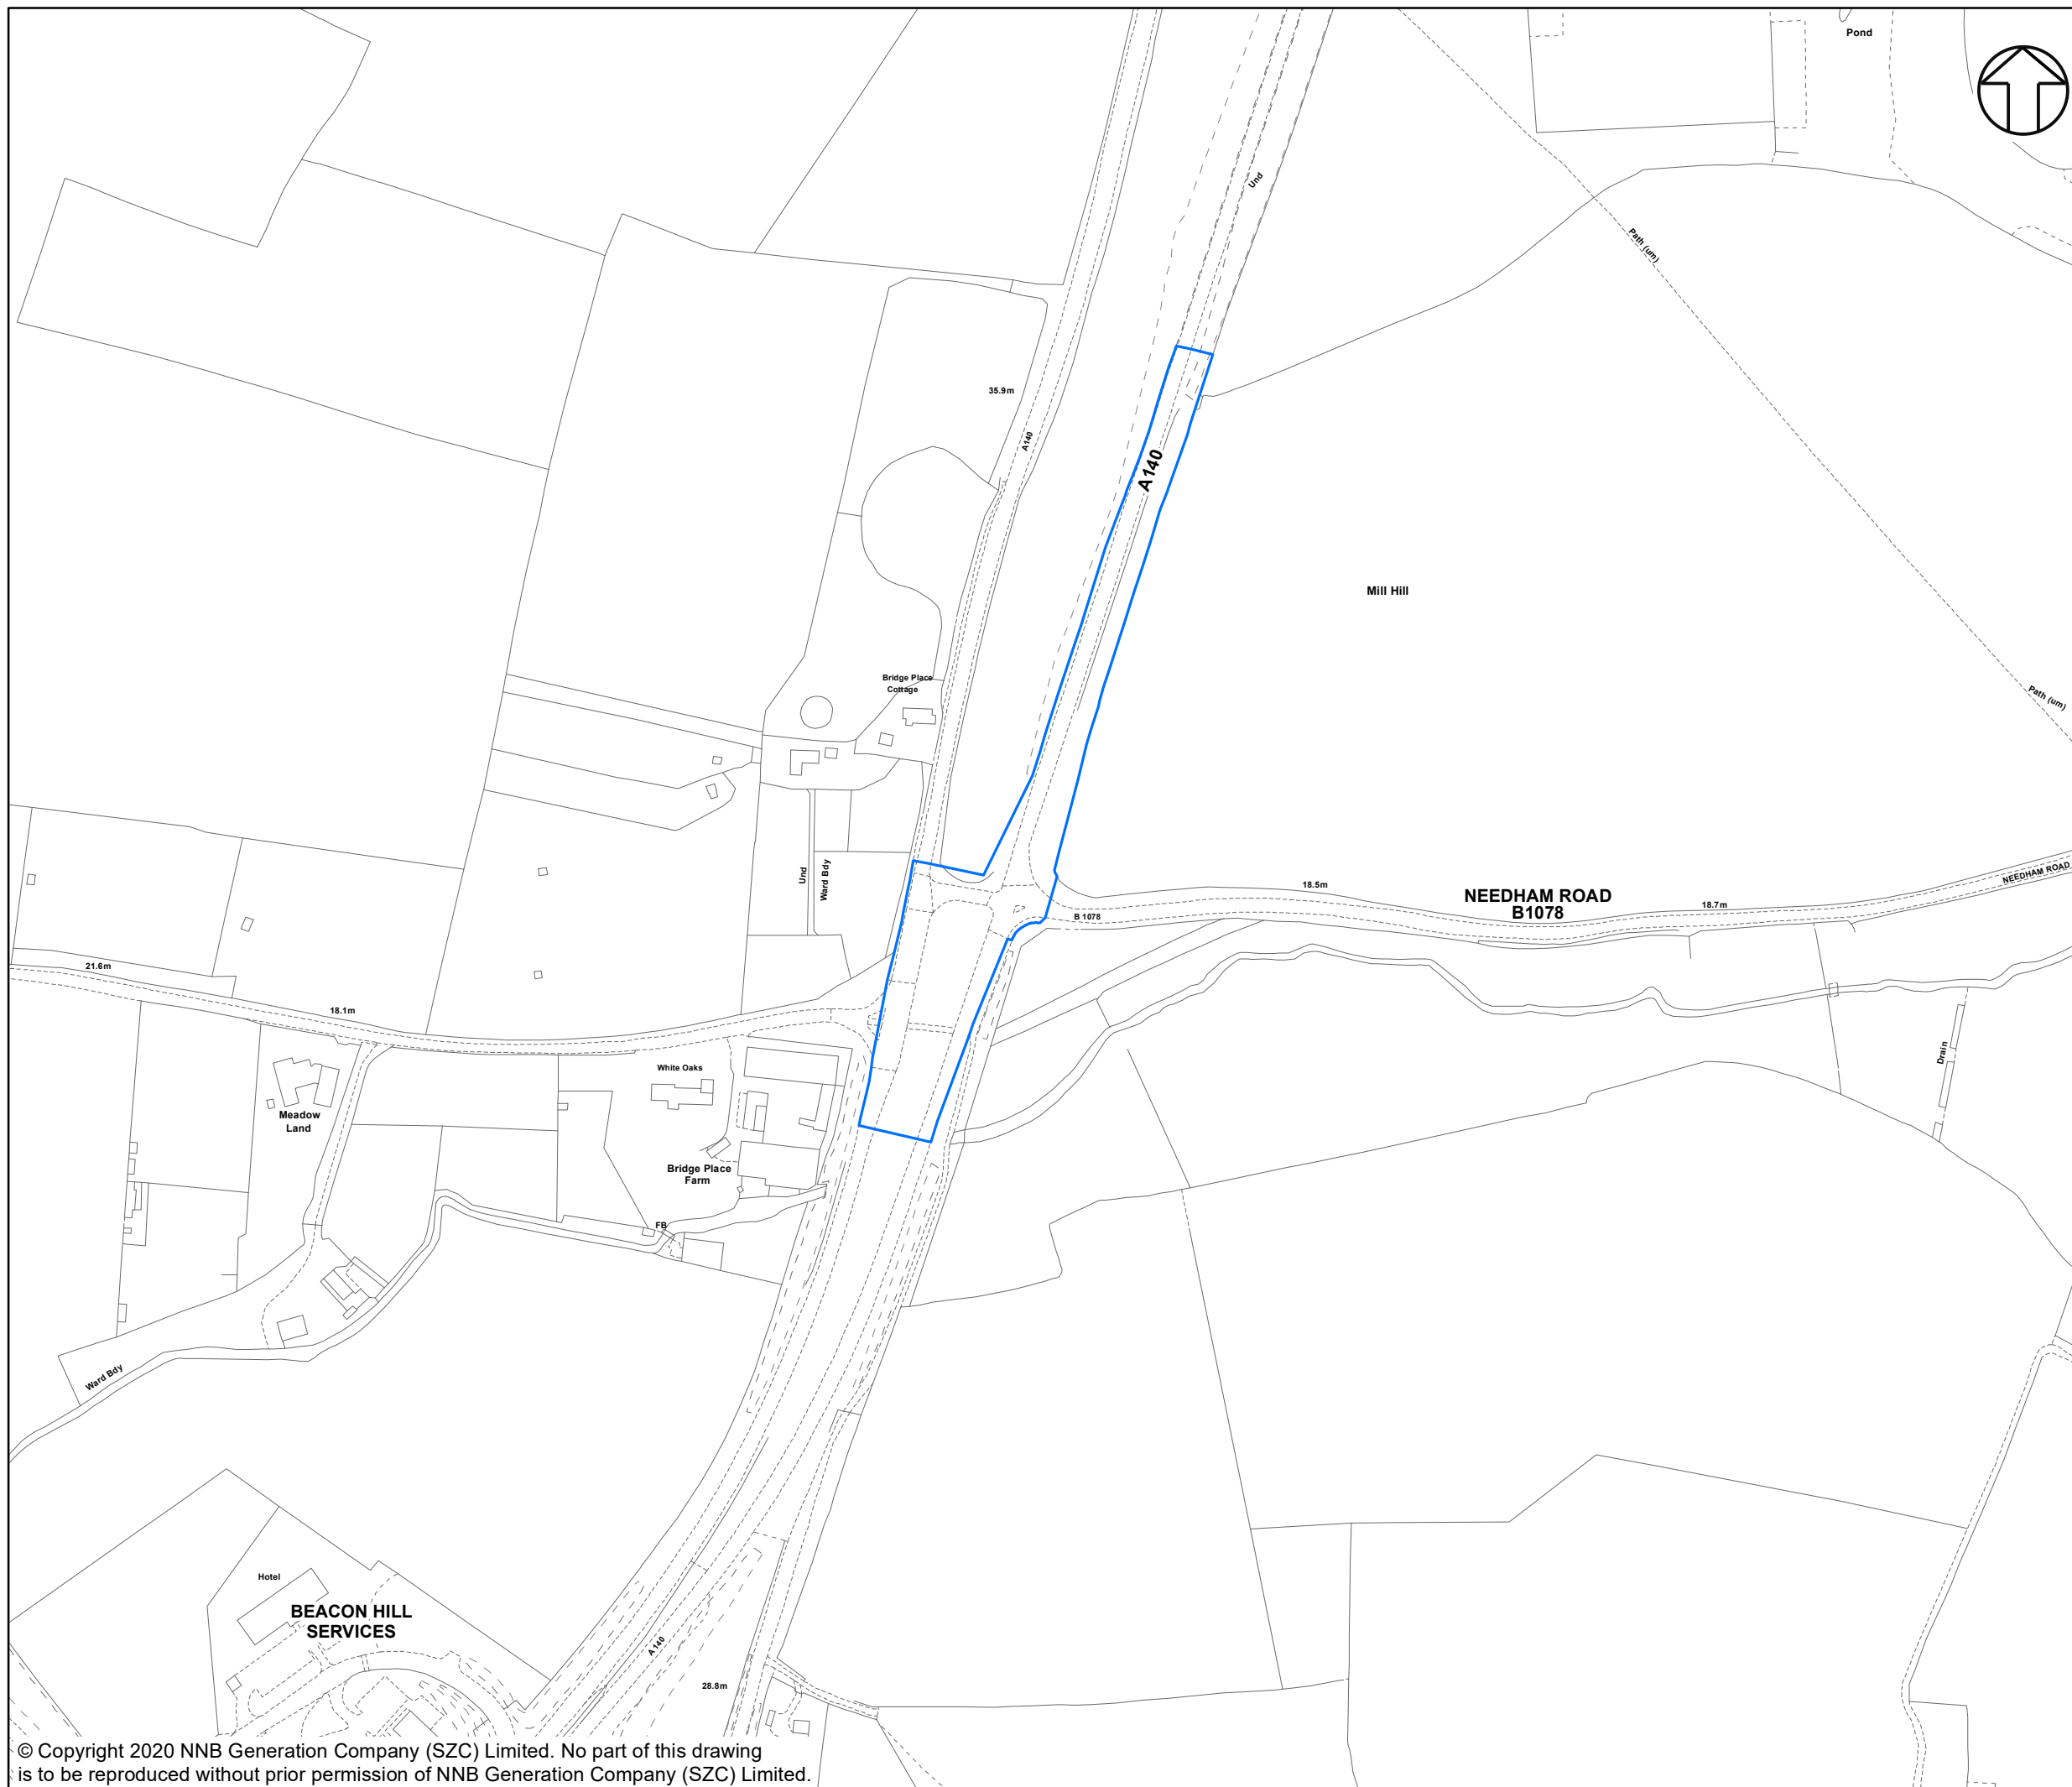 Pond
Und
Path (um)
35.9m
A140
A140
Mill Hill
Bridge Place
Cottage
Path (um)
Und
Ward Bdy
18.5m
NEEDHAM ROAD
B1078
18.7m
NEEDHAM ROAD
B 1078
21.6m
18.1m
White Oaks
Meadow
Land
Drain
Bridge Place
Farm
FB
Ward Bdy
Hotel
BEACON HILL
SERVICES
A 140
28.8m
© Copyright 2020 NNB Generation Company (SZC) Limited. No part of this drawing
is to be reproduced without prior permission of NNB Generation Company (SZC) Limited.